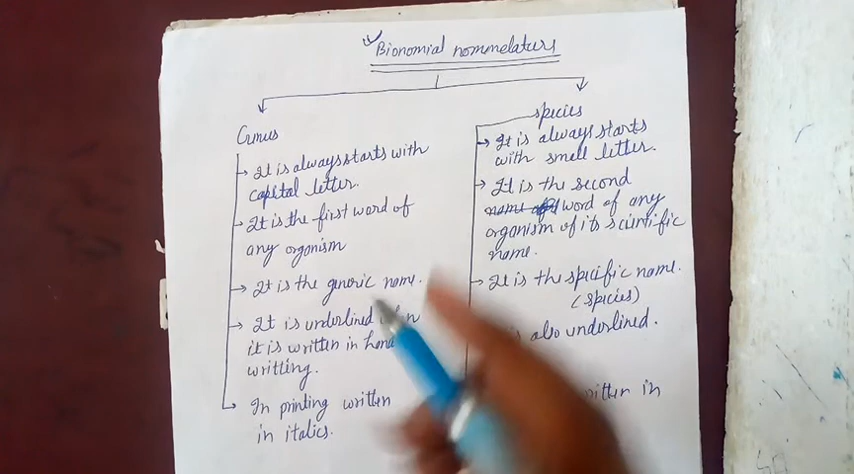 Bionomial nommelaturs
Cunus
It is always starts with
capital letter.
It is the first word of
any organism
It is the generic name.
It is underlined
it is written in hand
writting.
In printing written
in italics.
species
It is always starts
with small letter.
It is the second
word of any
organism of its scientific
name.
It is the specific name.
(species)
is also underlined.
written in